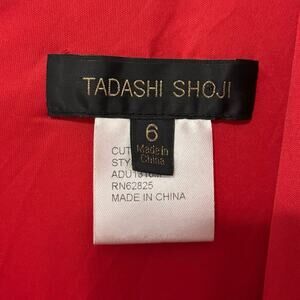 TADASHI SHOJI
6
Made in
China
CUT
STY
RN62825
MADE IN CHINA